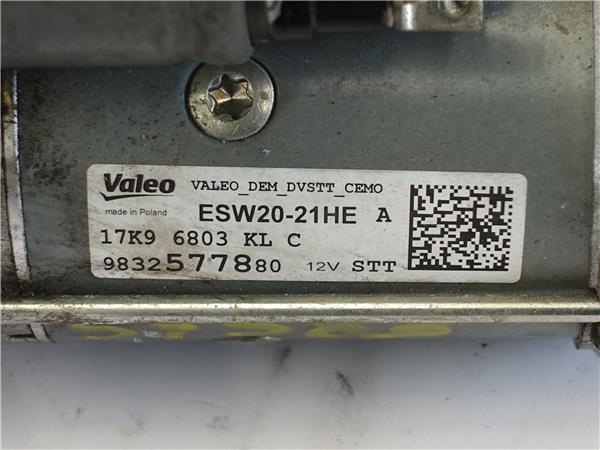 Valeo VALEO_DEM_DVSTT_CEMO
made in Poland ESW20-21HE A
17K9 6803 KL C
9832577880 12V STT